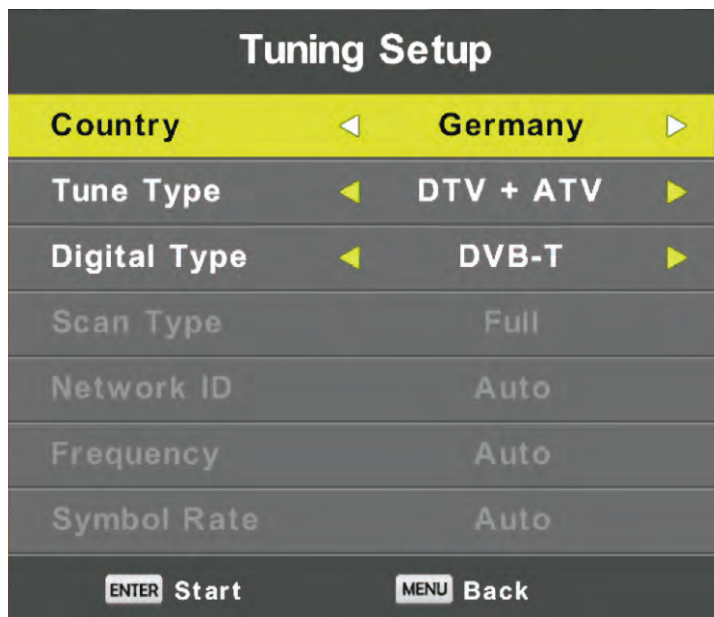 Tuning Setup
Country Germany
Tune Type DTV + ATV
Digital Type DVB-T
Scan Type Full
Network ID Auto
Frequency Auto
Symbol Rate Auto
ENTER Start MENU Back